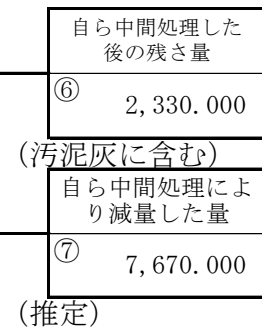 自ら中間処理した
後の残さ量
⑥ 2,330.000
(汚泥灰に含む)
自ら中間処理によ
り減量した量
⑦ 7,670.000
(推定)